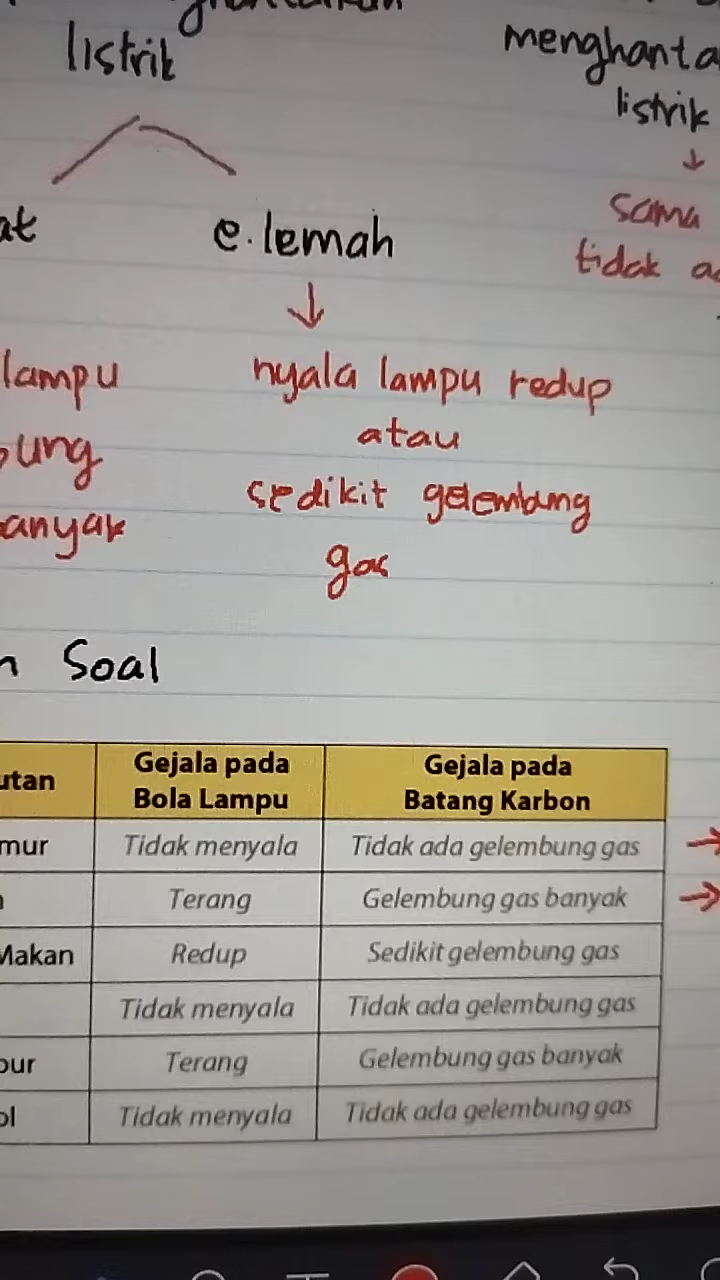 listrik
menghanta
listrik
sama
tidak a
at
e. lemah
lampu
ung
anyak
nyala lampu redup
atau
sedikit gelembung
gas
Soal
utan Gejala pada Bola Lampu Gejala pada Batang Karbon
mur Tidak menyala Tidak ada gelembung gas
Terang Gelembung gas banyak
Makan Redup Sedikit gelembung gas
Tidak menyala Tidak ada gelembung gas
pur Terang Gelembung gas banyak
ol Tidak menyala Tidak ada gelembung gas